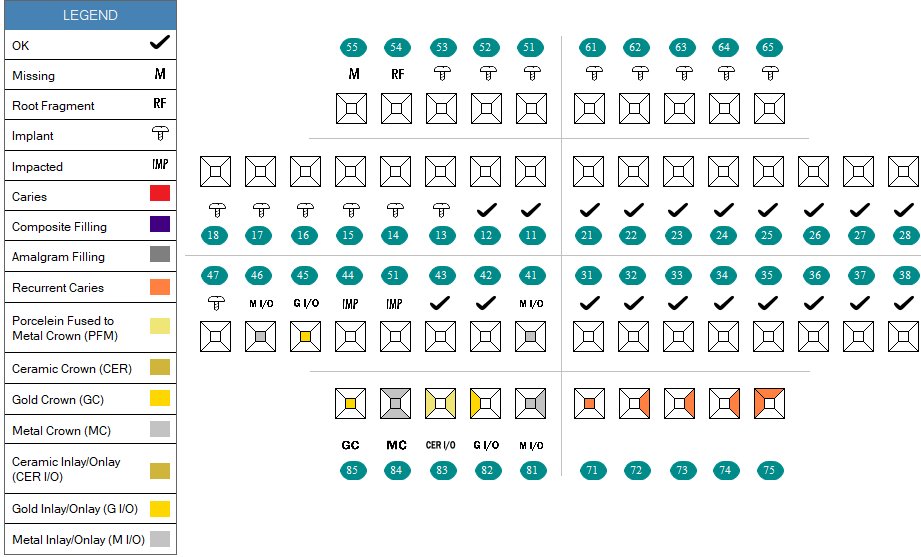 LEGEND
OK
Missing M
Root Fragment RF
Implant
Impacted IMP
Caries
Composite Filling
Amalgram Filling
Recurrent Caries
Porcelein Fused to
Metal Crown (PFM)
Ceramic Crown (CER)
Gold Crown (GC)
Metal Crown (MC)
Ceramic Inlay/Onlay
(CER I/O)
Gold Inlay/Onlay (G I/O)
Metal Inlay/Onlay (M I/O)
55 54 53 52 51 61 62 63 64 65
M RF
18 17 16 15 14 13 12 11 21 22 23 24 25 26 27 28
47 46 45 44 51 43 42 41 31 32 33 34 35 36 37 38
M I/O G I/O IMP IMP M I/O
GC MC CER I/O G I/O M I/O
85 84 83 82 81 71 72 73 74 75